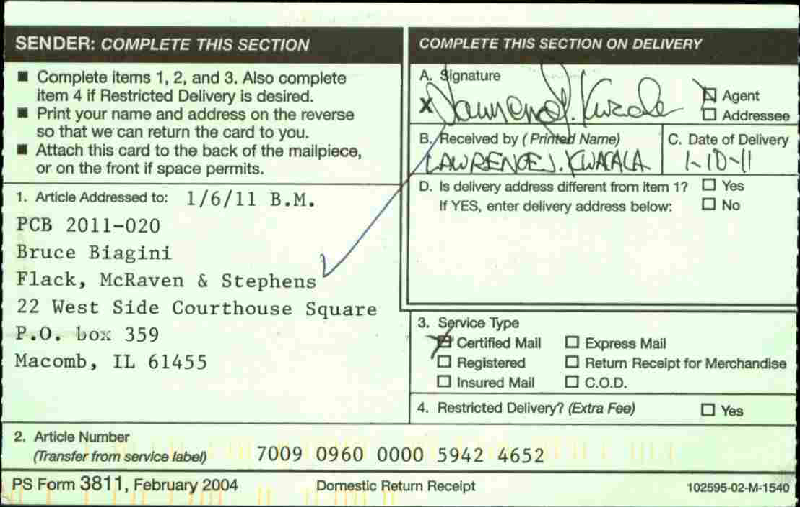 SENDER: COMPLETE THIS SECTION
■ Complete items 1, 2, and 3. Also complete
item 4 if Restricted Delivery is desired.
■ Print your name and address on the reverse
so that we can return the card to you.
■ Attach this card to the back of the mailpiece,
or on the front if space permits.
1. Article Addressed to: 1/6/11 B.M.
PCB 2011-020
Bruce Biagini
Flack, McRaven & Stephens
22 West Side Courthouse Square
P.O. box 359
Macomb, IL 61455
2. Article Number
(Transfer from service label) 7009 0960 0000 5942 4652
COMPLETE THIS SECTION ON DELIVERY
A. Signature
X
☒ Agent
☐ Addressee
B. Received by (Printed Name)
LAWRENCE J. KWACALA
C. Date of Delivery
1-10-11
D. Is delivery address different from item 1? ☐ Yes
If YES, enter delivery address below: ☐ No
3. Service Type
☒ Certified Mail ☐ Express Mail
☐ Registered ☐ Return Receipt for Merchandise
☐ Insured Mail ☐ C.O.D.
4. Restricted Delivery? (Extra Fee) ☐ Yes
PS Form 3811, February 2004 Domestic Return Receipt 102595-02-M-1540